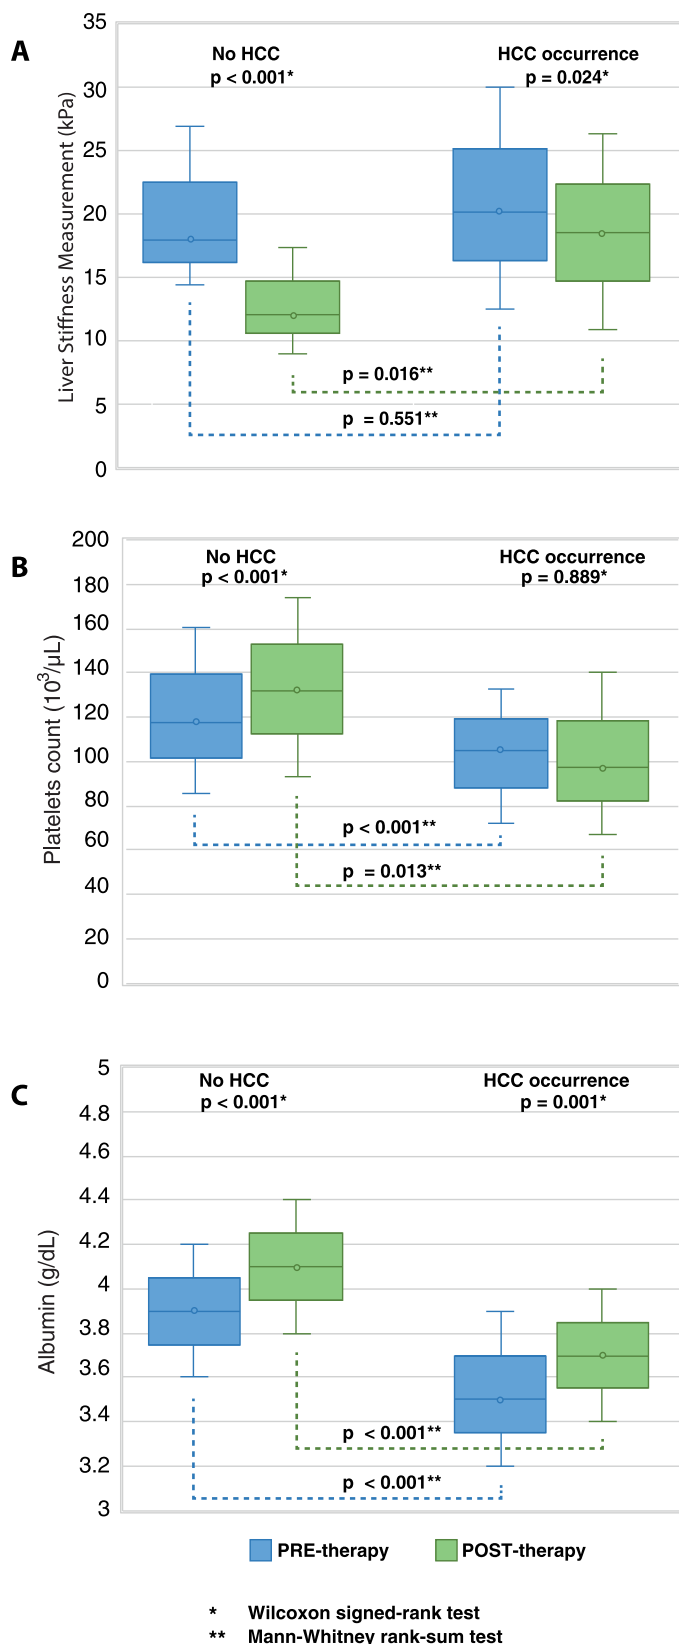 A
Liver Stiffness Measurement (kPa)
35
30
25
20
15
10
5
0
No HCC
p < 0.001*
HCC occurrence
p = 0.024*
p = 0.016**
p = 0.551**
B
Platelets count (10³/µL)
200
180
160
140
120
100
80
60
40
20
0
No HCC
p < 0.001*
HCC occurrence
p = 0.889*
p < 0.001**
p = 0.013**
C
Albumin (g/dL)
5
4.8
4.6
4.4
4.2
4
3.8
3.6
3.4
3.2
3
No HCC
p < 0.001*
HCC occurrence
p = 0.001*
p < 0.001**
p < 0.001**
PRE-therapy POST-therapy
* Wilcoxon signed-rank test
** Mann-Whitney rank-sum test